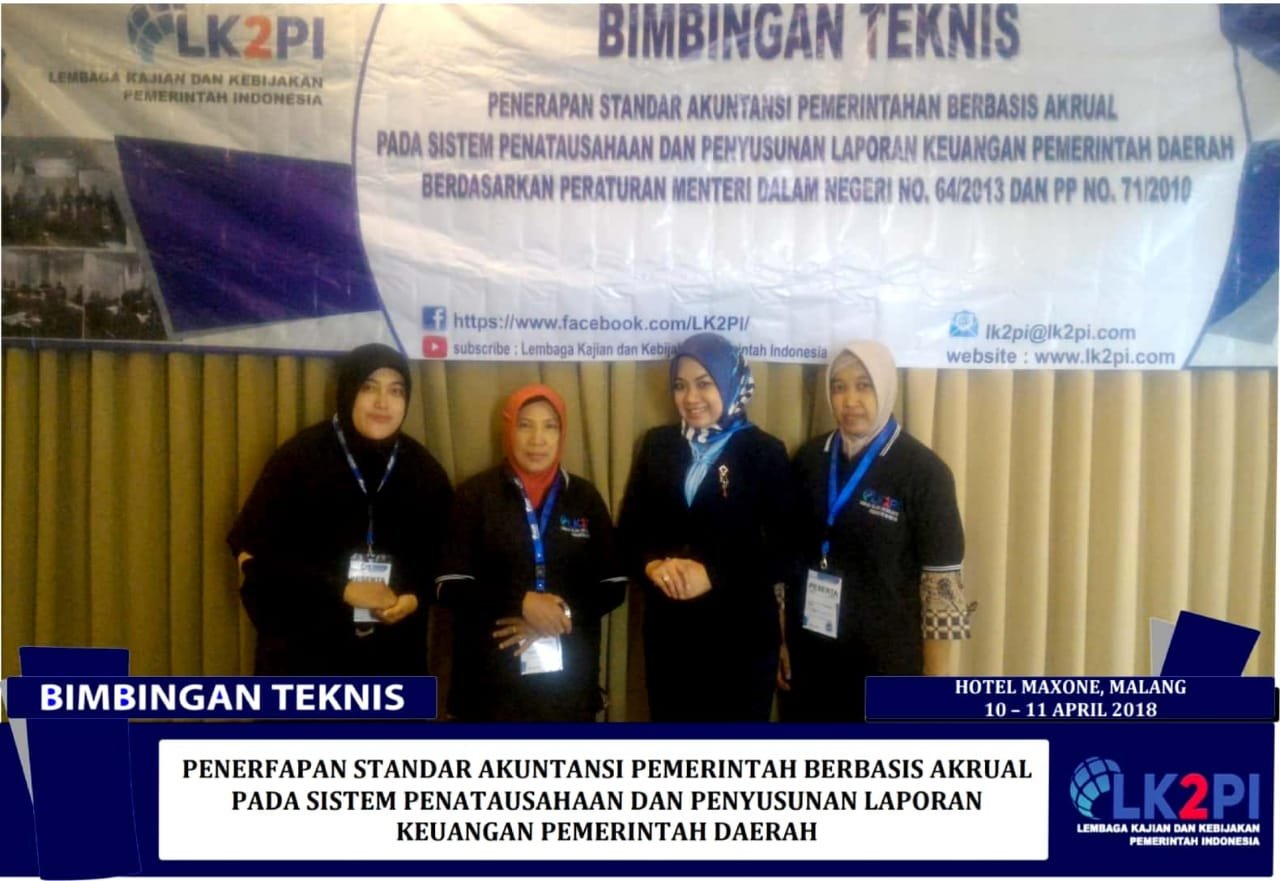 LK2PI
LEMBAGA KAJIAN DAN KEBIJAKAN
PEMERINTAH INDONESIA
BIMBINGAN TEKNIS
PENERAPAN STANDAR AKUNTANSI PEMERINTAHAN BERBASIS AKRUAL
PADA SISTEM PENATAUSAHAAN DAN PENYUSUNAN LAPORAN KEUANGAN PEMERINTAH DAERAH
BERDASARKAN PERATURAN MENTERI DALAM NEGERI NO. 64/2013 DAN PP NO. 71/2010
https://www.facebook.com/LK2PI/
subscribe : Lembaga Kajian dan Indonesia
lk2pi@lk2pi.com
website : www.lk2pi.com
PESERTA
LK2
LK2PI
PESERTA
BIMBINGAN TEKNIS
HOTEL MAXONE, MALANG
10 – 11 APRIL 2018
PENERFAPAN STANDAR AKUNTANSI PEMERINTAH BERBASIS AKRUAL
PADA SISTEM PENATAUSAHAAN DAN PENYUSUNAN LAPORAN
KEUANGAN PEMERINTAH DAERAH
LK2PI
LEMBAGA KAJIAN DAN KEBIJAKAN
PEMERINTAH INDONESIA